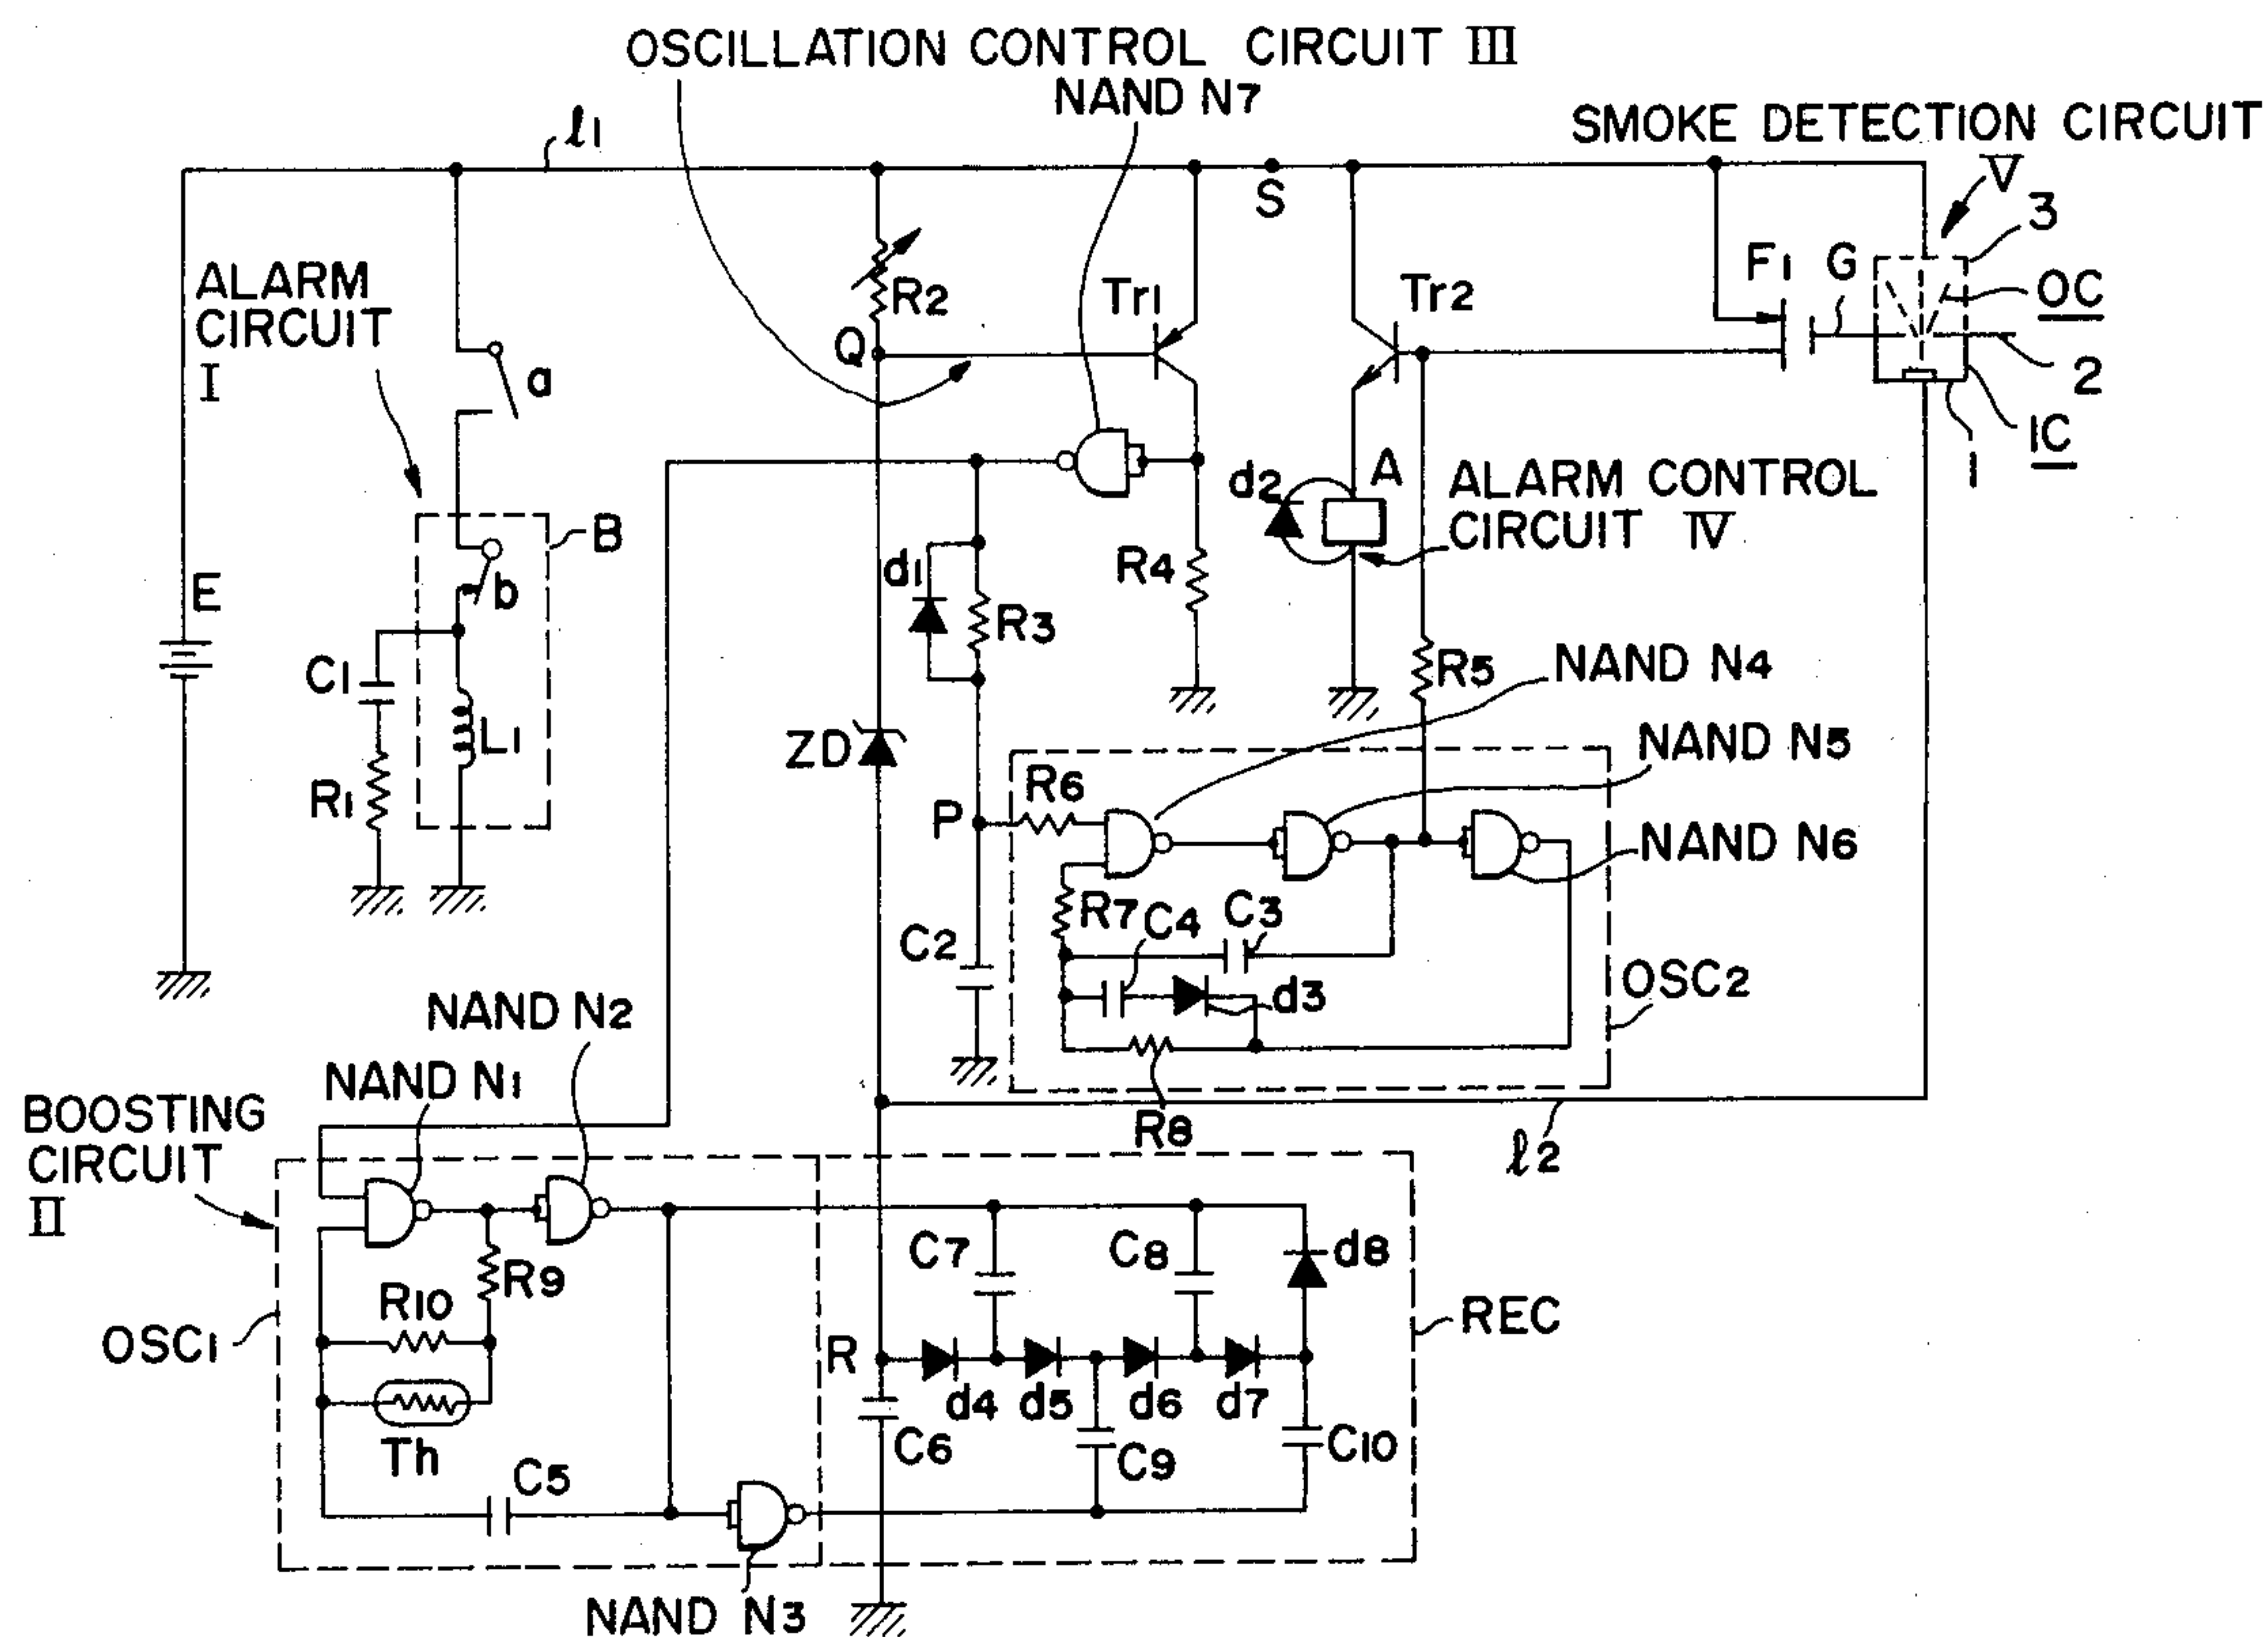 OSCILLATION CONTROL CIRCUIT III
NAND N7
l1
SMOKE DETECTION CIRCUIT
V
S
3
ALARM
CIRCUIT
I
R2
Tr1
Tr2
F1
G
OC
Q
a
2
1C
1
d2
A
ALARM CONTROL
CIRCUIT IV
B
E
b
d1
R3
R4
R5
NAND N4
C1
L1
ZD
NAND N5
R1
R6
P
NAND N6
R7
C4
C3
C2
d3
OSC2
NAND N2
NAND N1
BOOSTING
CIRCUIT
II
R8
l2
C7
C8
d8
R9
R10
OSC1
REC
R
d4
d5
d6
d7
Th
C6
C9
C10
C5
NAND N3